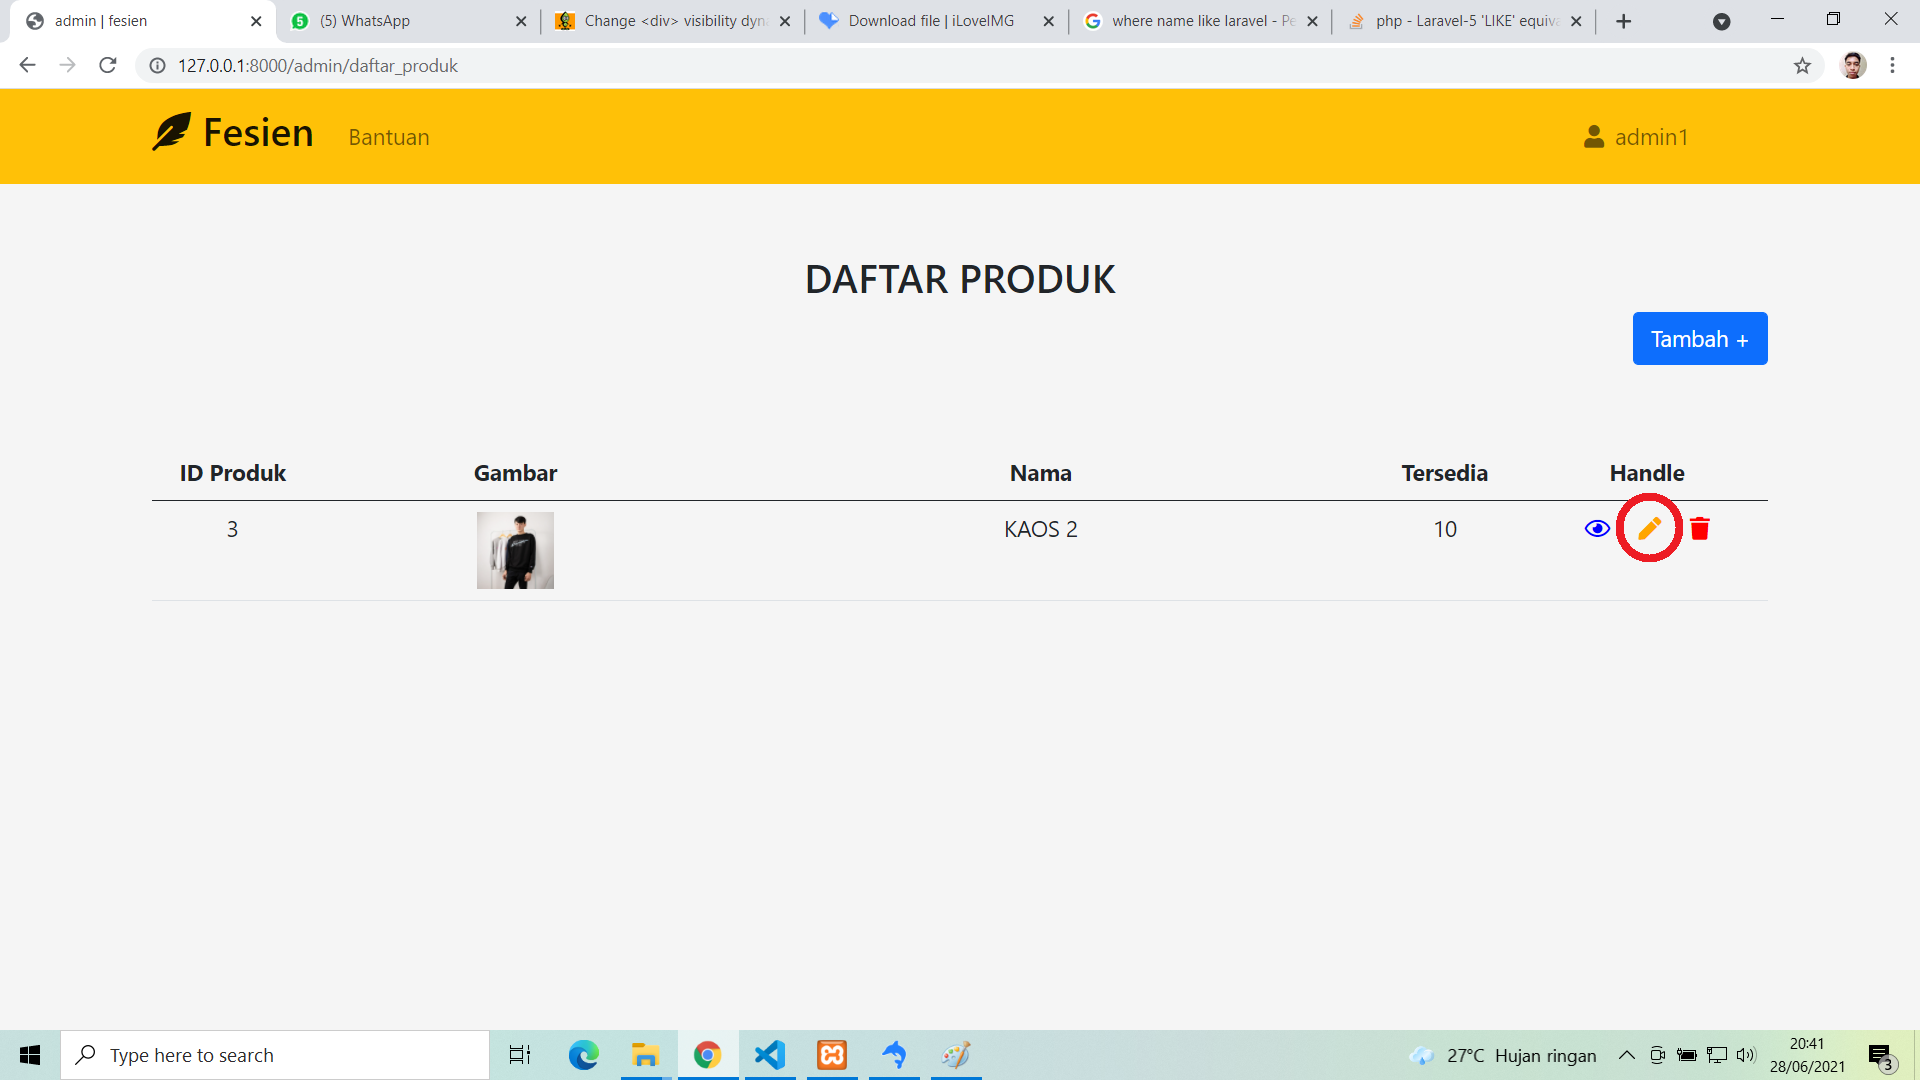 admin | fesien
(5) WhatsApp
Change <div> visibility dyn
Download file | iLoveIMG
where name like laravel - Pe
php - Laravel-5 'LIKE' equiva
127.0.0.1:8000/admin/daftar_produk
Fesien
Bantuan
admin1
DAFTAR PRODUK
Tambah +
ID Produk Gambar Nama Tersedia Handle
3 KAOS 2 10
Type here to search
27°C Hujan ringan
20:41
28/06/2021
3